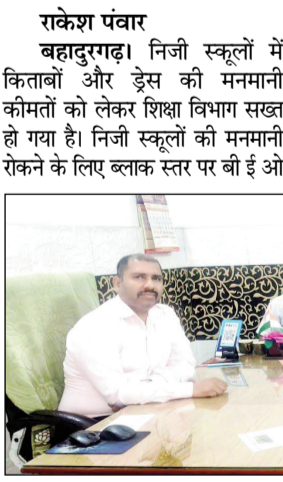 राकेश पंवार
बहादुरगढ़। निजी स्कूलों में
किताबों और ड्रेस की मनमानी
कीमतों को लेकर शिक्षा विभाग सख्त
हो गया है। निजी स्कूलों की मनमानी
रोकने के लिए ब्लाक स्तर पर बी ई ओ